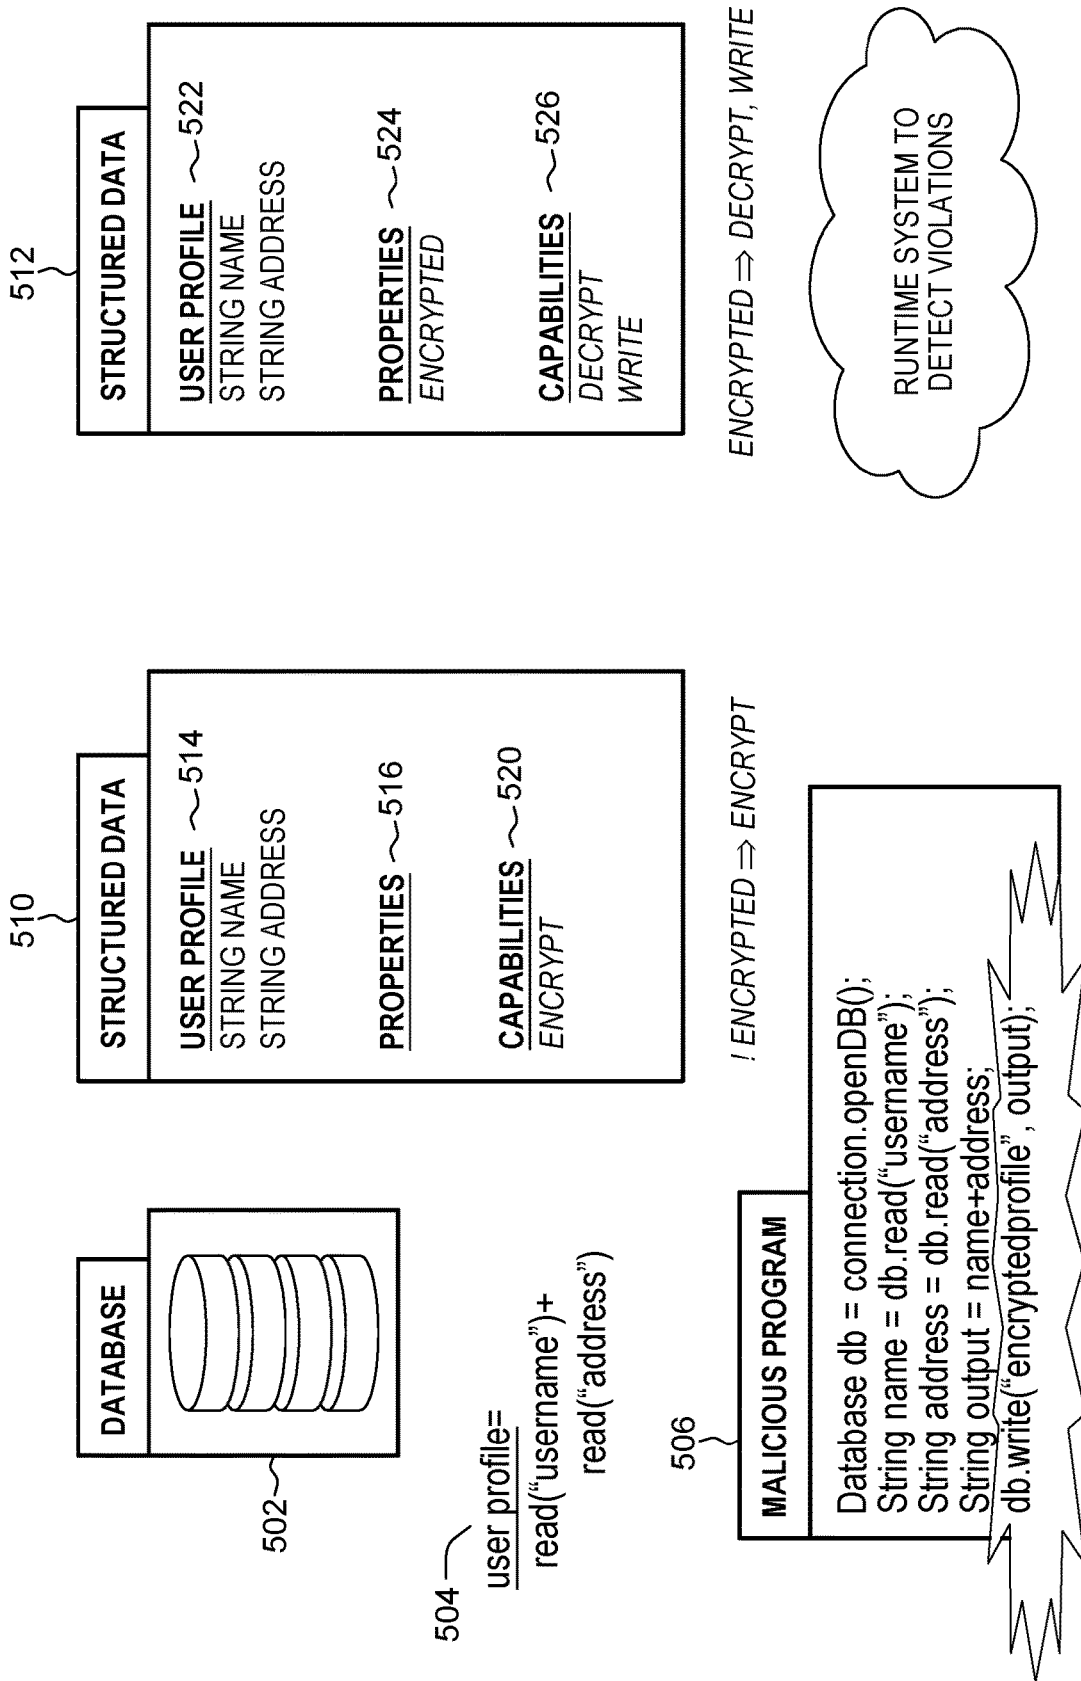 DATABASE
502
504
user profile=
read("username")+
read("address")
510
STRUCTURED DATA
USER PROFILE 514
STRING NAME
STRING ADDRESS
PROPERTIES 516
CAPABILITIES 520
ENCRYPT
! ENCRYPTED ⇒ ENCRYPT
512
STRUCTURED DATA
USER PROFILE 522
STRING NAME
STRING ADDRESS
PROPERTIES 524
ENCRYPTED
CAPABILITIES 526
DECRYPT
WRITE
ENCRYPTED ⇒ DECRYPT, WRITE
506
MALICIOUS PROGRAM
Database db = connection.openDB();
String name = db.read("username");
String address = db.read("address");
String output = name+address;
db.write("encryptedprofile", output);
RUNTIME SYSTEM TO
DETECT VIOLATIONS